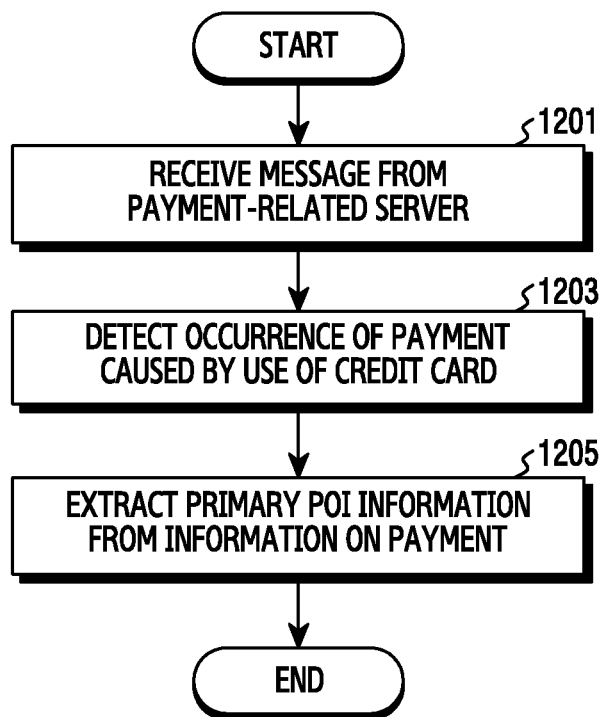 START
1201
RECEIVE MESSAGE FROM
PAYMENT-RELATED SERVER
1203
DETECT OCCURRENCE OF PAYMENT
CAUSED BY USE OF CREDIT CARD
1205
EXTRACT PRIMARY POI INFORMATION
FROM INFORMATION ON PAYMENT
END